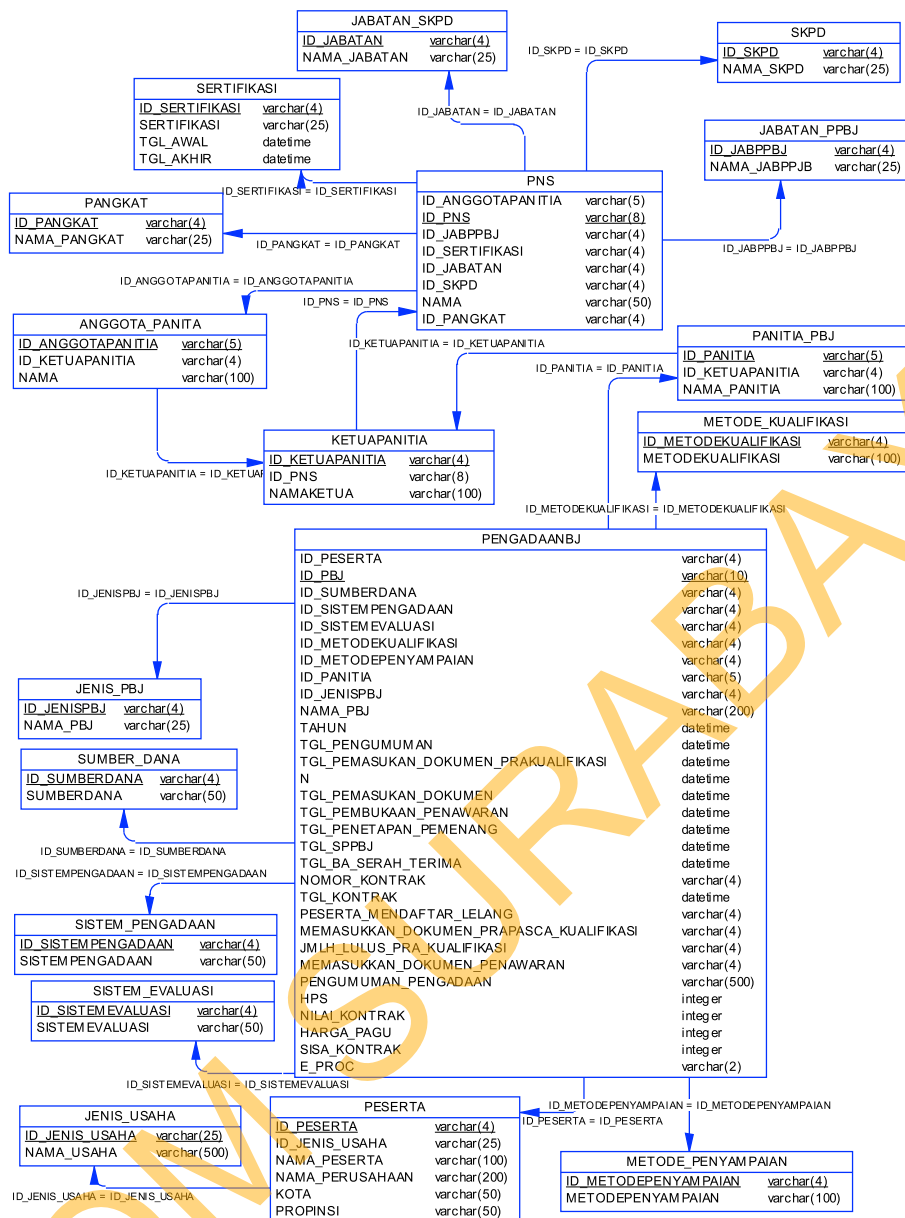 JABATAN_SKPD
ID_JABATAN varchar(4)
NAMA_JABATAN varchar(25)
ID_SKPD = ID_SKPD
SKPD
ID_SKPD varchar(4)
NAMA_SKPD varchar(25)
SERTIFIKASI
ID_SERTIFIKASI varchar(4)
SERTIFIKASI varchar(25)
TGL_AWAL datetime
TGL_AKHIR datetime
ID_JABATAN = ID_JABATAN
JABATAN_PPBJ
ID_JABPPBJ varchar(4)
NAMA_JABPPJB varchar(25)
ID_SERTIFIKASI = ID_SERTIFIKASI
PNS
ID_ANGGOTAPANITIA varchar(5)
ID_PNS varchar(8)
ID_JABPPBJ varchar(4)
ID_SERTIFIKASI varchar(4)
ID_JABATAN varchar(4)
ID_SKPD varchar(4)
NAMA varchar(50)
ID_PANGKAT varchar(4)
PANGKAT
ID_PANGKAT varchar(4)
NAMA_PANGKAT varchar(25)
ID_PANGKAT = ID_PANGKAT
ID_JABPPBJ = ID_JABPPBJ
ID_ANGGOTAPANITIA = ID_ANGGOTAPANITIA
ID_PNS = ID_PNS
ANGGOTA_PANITA
ID_ANGGOTAPANITIA varchar(5)
ID_KETUAPANITIA varchar(4)
NAMA varchar(100)
ID_KETUAPANITIA = ID_KETUAPANITIA
PANITIA_PBJ
ID_PANITIA varchar(5)
ID_KETUAPANITIA varchar(4)
NAMA_PANITIA varchar(100)
ID_PANITIA = ID_PANITIA
METODE_KUALIFIKASI
ID_METODEKUALIFIKASI varchar(4)
METODEKUALIFIKASI varchar(100)
KETUAPANITIA
ID_KETUAPANITIA varchar(4)
ID_PNS varchar(8)
NAMAKETUA varchar(100)
ID_KETUAPANITIA = ID_KETUAP
ID_METODEKUALIFIKASI = ID_METODEKUALIFIKASI
PENGADAANBJ
ID_PESERTA varchar(4)
ID_PBJ varchar(10)
ID_SUMBERDANA varchar(4)
ID_SISTEMPENGADAAN varchar(4)
ID_SISTEMEVALUASI varchar(4)
ID_METODEKUALIFIKASI varchar(4)
ID_METODEPENYAMPAIAN varchar(4)
ID_PANITIA varchar(5)
ID_JENISPBJ varchar(4)
NAMA_PBJ varchar(200)
TAHUN datetime
TGL_PENGUMUMAN datetime
TGL_PEMASUKAN_DOKUMEN_PRAKUALIFIKASI datetime
N datetime
TGL_PEMASUKAN_DOKUMEN datetime
TGL_PEMBUKAAN_PENAWARAN datetime
TGL_PENETAPAN_PEMENANG datetime
TGL_SPPBJ datetime
TGL_BA_SERAH_TERIMA datetime
NOMOR_KONTRAK varchar(4)
TGL_KONTRAK datetime
PESERTA_MENDAFTAR_LELANG varchar(4)
MEMASUKKAN_DOKUMEN_PRAPASCA_KUALIFIKASI varchar(4)
JMLH_LULUS_PRA_KUALIFIKASI varchar(4)
MEMASUKKAN_DOKUMEN_PENAWARAN varchar(4)
PENGUMUMAN_PENGADAAN varchar(500)
HPS integer
NILAI_KONTRAK integer
HARGA_PAGU integer
SISA_KONTRAK integer
E_PROC varchar(2)
ID_JENISPBJ = ID_JENISPBJ
JENIS_PBJ
ID_JENISPBJ varchar(4)
NAMA_PBJ varchar(25)
SUMBER_DANA
ID_SUMBERDANA varchar(4)
SUMBERDANA varchar(50)
ID_SUMBERDANA = ID_SUMBERDANA
ID_SISTEMPENGADAAN = ID_SISTEMPENGADAAN
SISTEM_PENGADAAN
ID_SISTEMPENGADAAN varchar(4)
SISTEMPENGADAAN varchar(50)
SISTEM_EVALUASI
ID_SISTEMEVALUASI varchar(4)
SISTEMEVALUASI varchar(50)
ID_SISTEMEVALUASI = ID_SISTEMEVALUASI
JENIS_USAHA
ID_JENIS_USAHA varchar(25)
NAMA_USAHA varchar(500)
ID_JENIS_USAHA = ID_JENIS_USAHA
PESERTA
ID_PESERTA varchar(4)
ID_JENIS_USAHA varchar(25)
NAMA_PESERTA varchar(100)
NAMA_PERUSAHAAN varchar(200)
KOTA varchar(50)
PROPINSI varchar(50)
ID_METODEPENYAMPAIAN = ID_METODEPENYAMPAIAN
ID_PESERTA = ID_PESERTA
METODE_PENYAMPAIAN
ID_METODEPENYAMPAIAN varchar(4)
METODEPENYAMPAIAN varchar(100)
OM SURABAYA